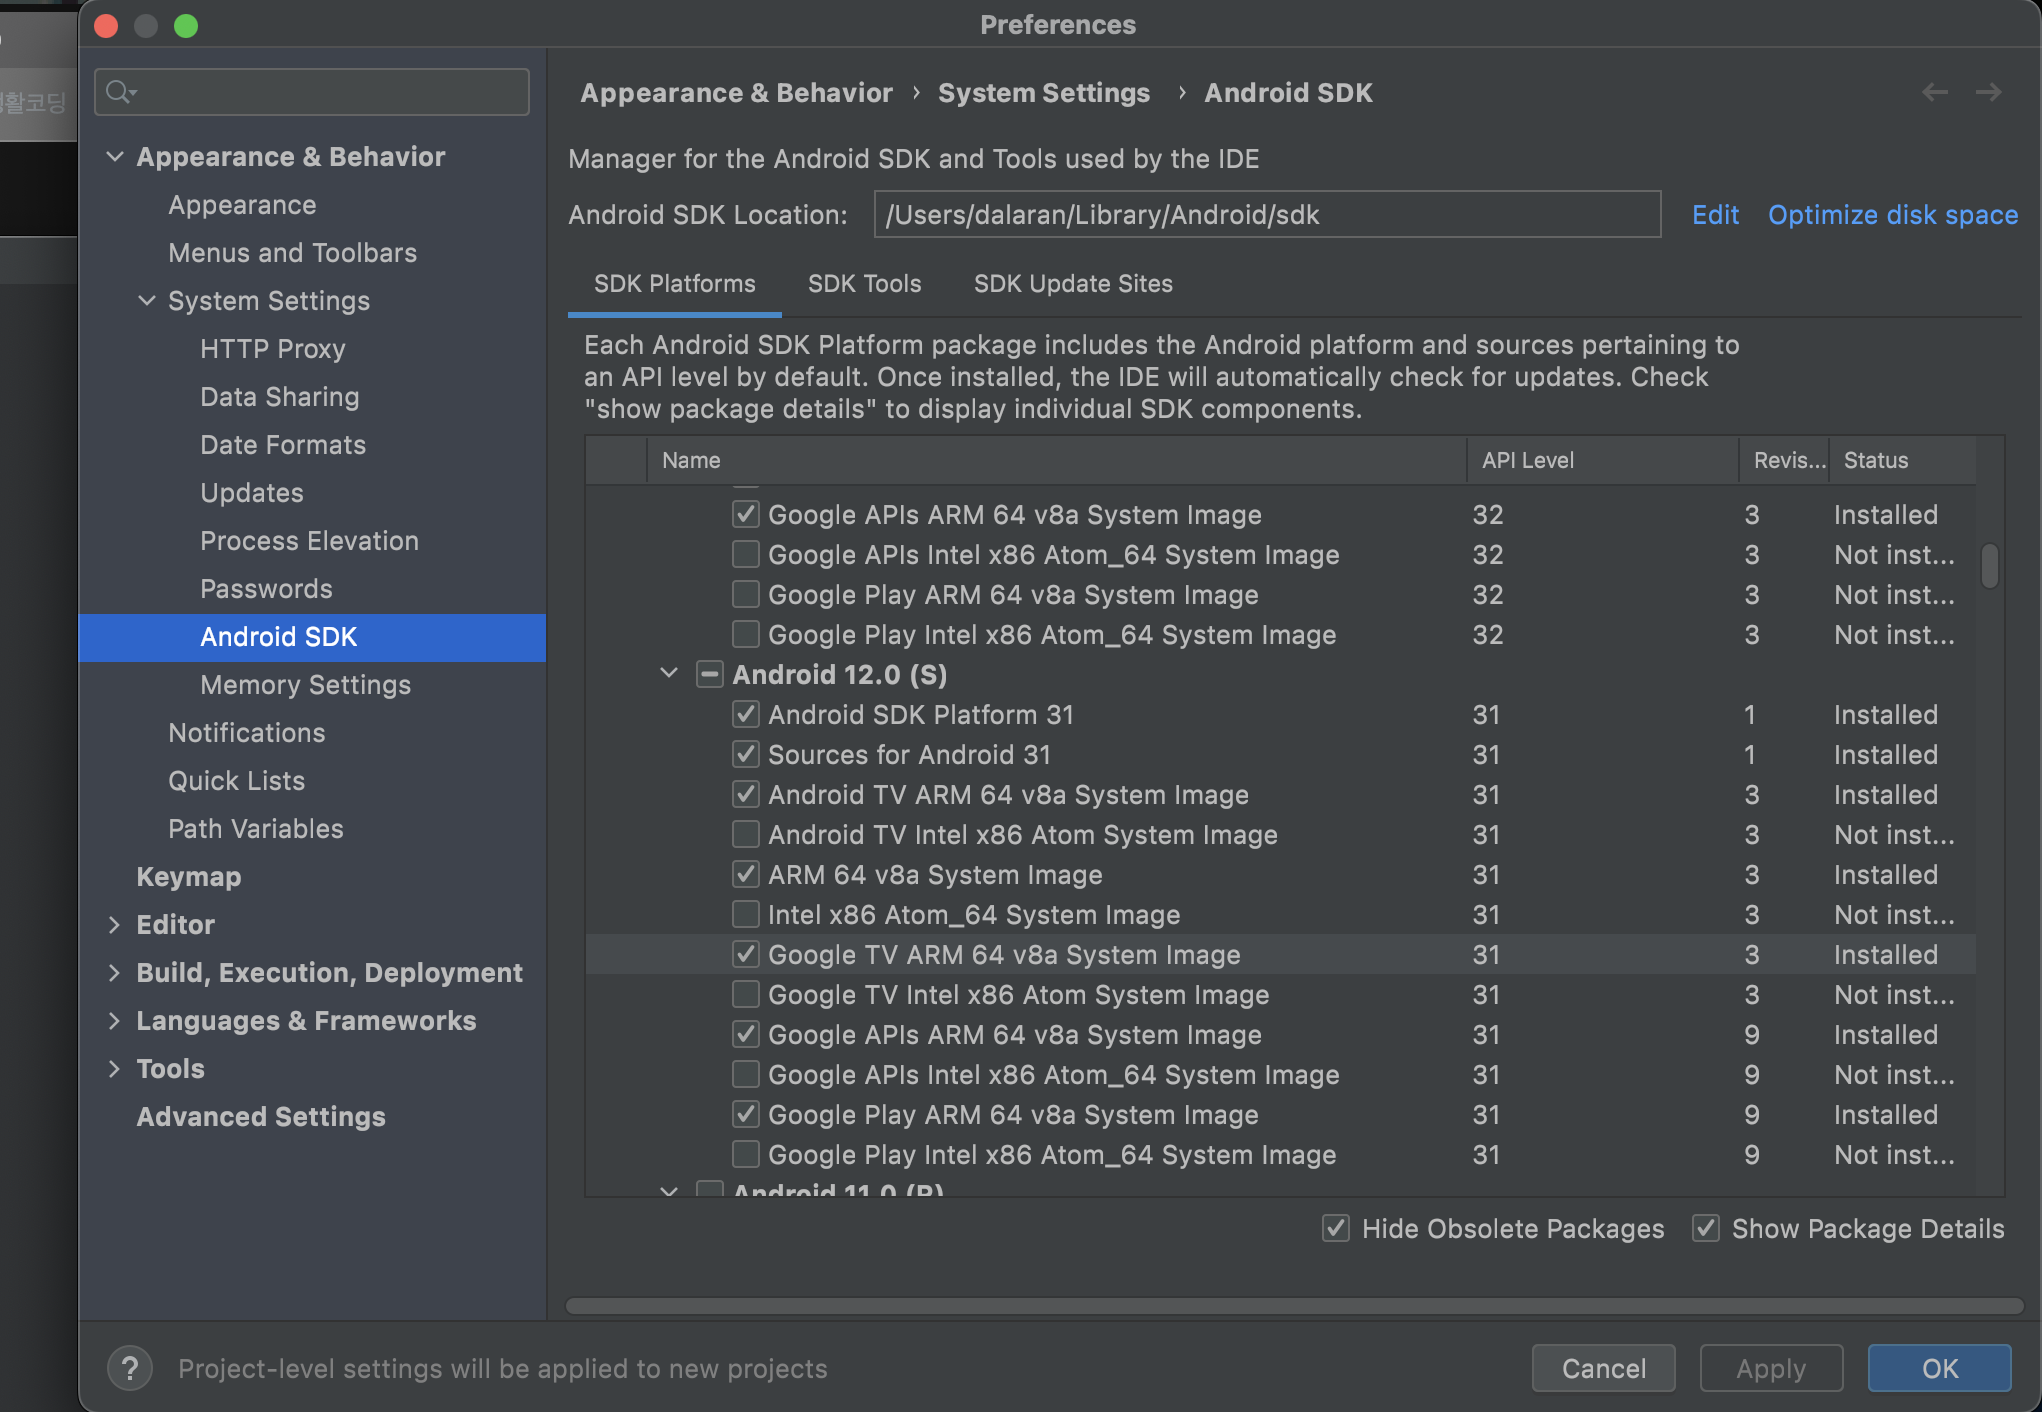 Preferences
Appearance & Behavior › System Settings › Android SDK
활코딩
Appearance & Behavior
Appearance
Menus and Toolbars
System Settings
HTTP Proxy
Data Sharing
Date Formats
Updates
Process Elevation
Passwords
Android SDK
Memory Settings
Notifications
Quick Lists
Path Variables
Keymap
Editor
Build, Execution, Deployment
Languages & Frameworks
Tools
Advanced Settings
Manager for the Android SDK and Tools used by the IDE
Android SDK Location: /Users/dalaran/Library/Android/sdk Edit Optimize disk space
SDK Platforms SDK Tools SDK Update Sites
Each Android SDK Platform package includes the Android platform and sources pertaining to
an API level by default. Once installed, the IDE will automatically check for updates. Check
"show package details" to display individual SDK components.
Name API Level Revis... Status
Google APIs ARM 64 v8a System Image 32 3 Installed
Google APIs Intel x86 Atom_64 System Image 32 3 Not inst...
Google Play ARM 64 v8a System Image 32 3 Not inst...
Google Play Intel x86 Atom_64 System Image 32 3 Not inst...
Android 12.0 (S)
Android SDK Platform 31 31 1 Installed
Sources for Android 31 31 1 Installed
Android TV ARM 64 v8a System Image 31 3 Installed
Android TV Intel x86 Atom System Image 31 3 Not inst...
ARM 64 v8a System Image 31 3 Installed
Intel x86 Atom_64 System Image 31 3 Not inst...
Google TV ARM 64 v8a System Image 31 3 Installed
Google TV Intel x86 Atom System Image 31 3 Not inst...
Google APIs ARM 64 v8a System Image 31 9 Installed
Google APIs Intel x86 Atom_64 System Image 31 9 Not inst...
Google Play ARM 64 v8a System Image 31 9 Installed
Google Play Intel x86 Atom_64 System Image 31 9 Not inst...
Android 11.0 (R)
Hide Obsolete Packages Show Package Details
? Project-level settings will be applied to new projects
Cancel Apply OK